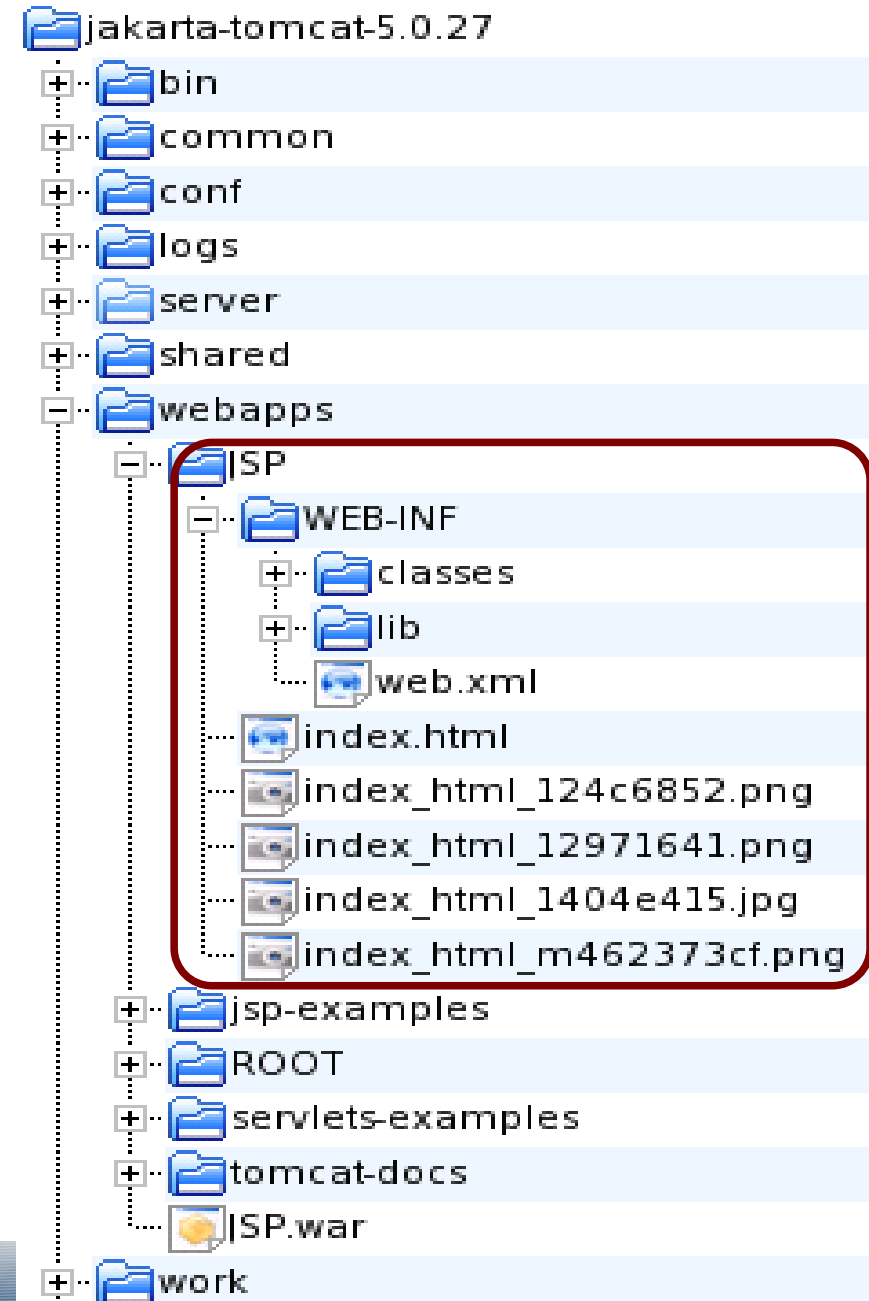 jakarta-tomcat-5.0.27
bin
common
conf
logs
server
shared
webapps
JSP
WEB-INF
classes
lib
web.xml
index.html
index_html_124c6852.png
index_html_12971641.png
index_html_1404e415.jpg
index_html_m462373cf.png
jsp-examples
ROOT
servlets-examples
tomcat-docs
JSP.war
work